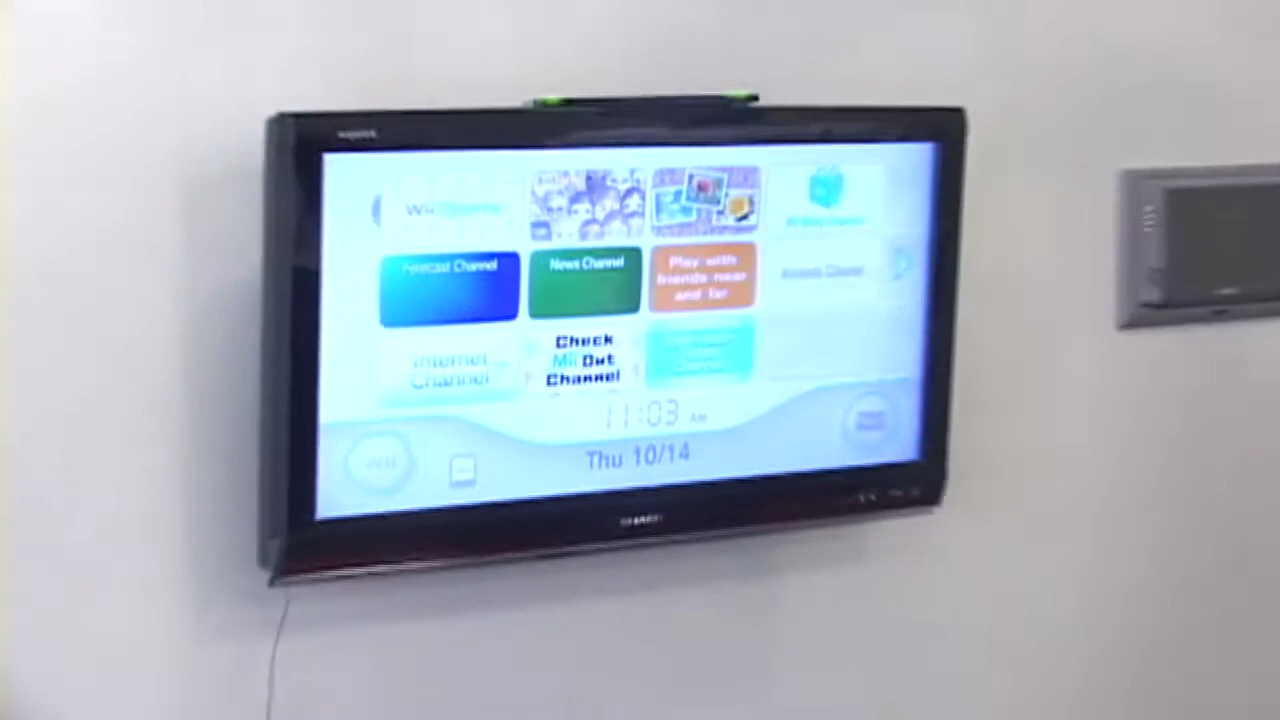 Wii
Forecast Channel
News Channel
Play with
friends near
and far
Internet
Channel
Check
Mii Out
Channel
11:03 AM
Thu 10/14
SHARP